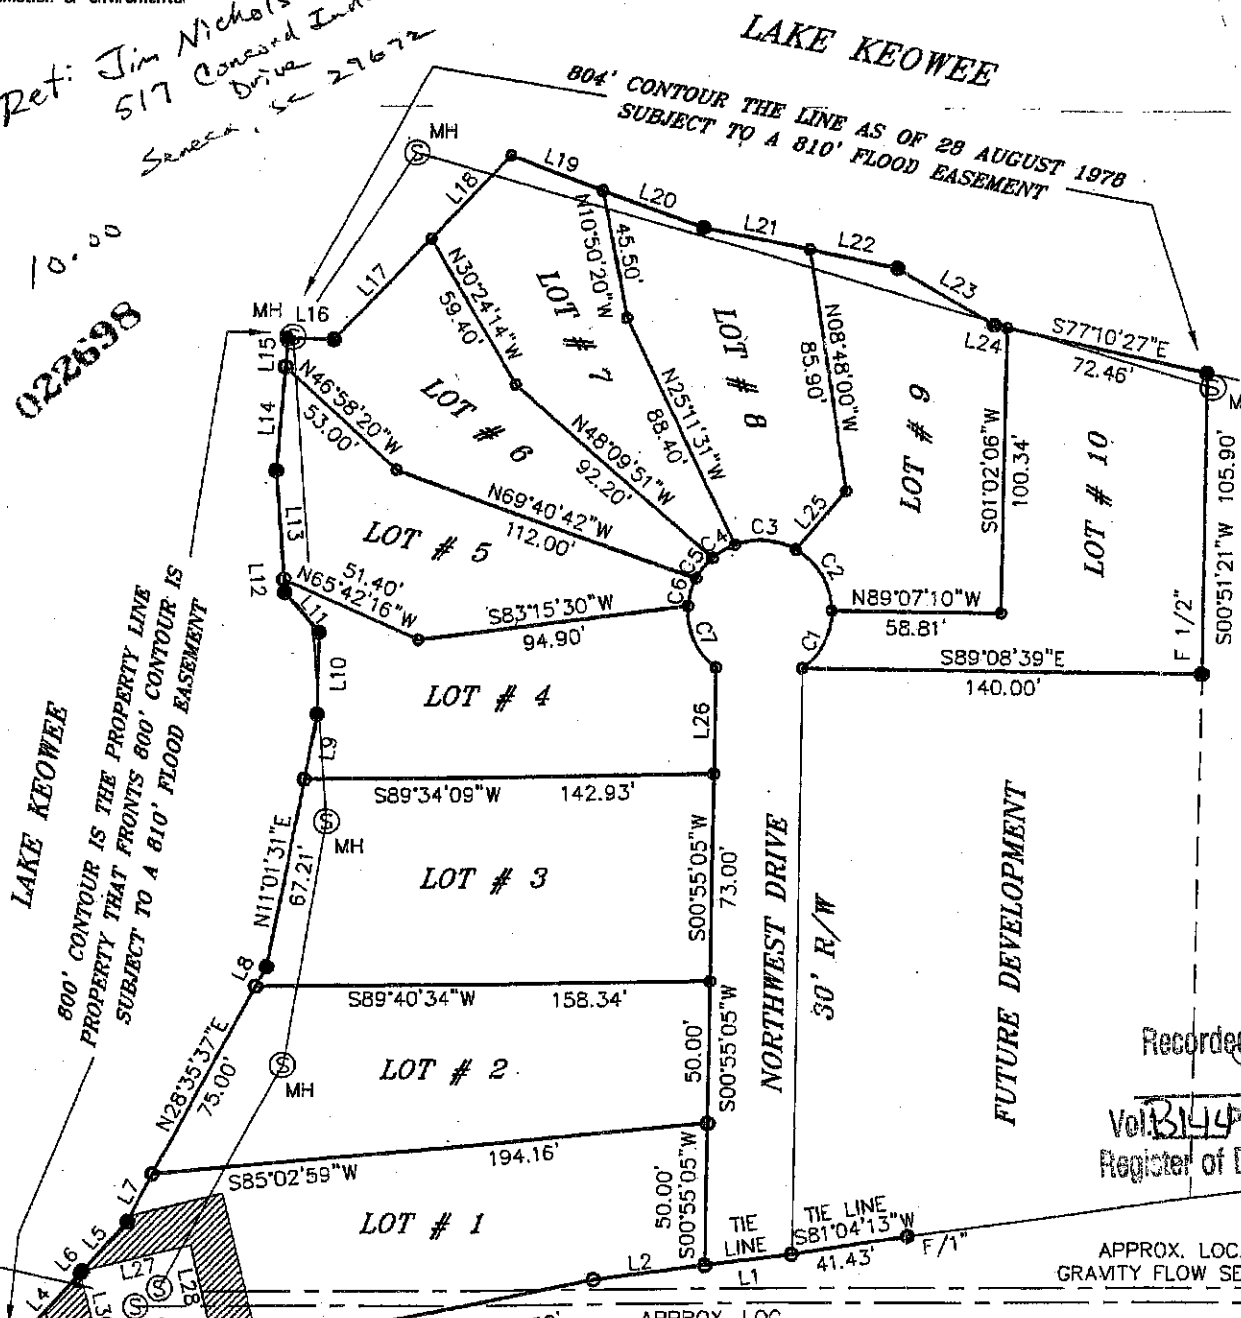 Ret: Jim Nichols
517 Concord
Drive
Seneca, SC 29672
10.00
022698
LAKE KEOWEE
804' CONTOUR THE LINE AS OF 28 AUGUST 1978
SUBJECT TO A 810' FLOOD EASEMENT
MH
L19
L18
L20
L21
L22
L23
L24
L17
MH
L16
L15
L14
L13
L12
L11
L10
L9
N10°50'20"W
45.50'
N30°24'14"W
59.40'
LOT # 7
LOT # 8
N08°48'00"W
85.90'
S77°10'27"E
72.46'
N46°58'20"W
53.00'
LOT # 6
N25°11'31"W
88.40'
LOT # 9
S01°02'06"W
100.34'
LOT # 10
S00°51'21"W 105.90'
F 1/2"
N48°09'51"W
92.20'
N69°40'42"W
112.00'
LOT # 5
L25
C3
C4
C5
C6
C2
C7
C1
51.40'
N65°42'16"W
S83°15'30"W
94.90'
N89°07'10"W
58.81'
S89°08'39"E
140.00'
LOT # 4
L26
S89°34'09"W 142.93'
MH
LAKE KEOWEE
800' CONTOUR IS THE PROPERTY LINE
PROPERTY THAT FRONTS 800' CONTOUR IS
SUBJECT TO A 810' FLOOD EASEMENT
N11°01'31"E
67.21'
LOT # 3
S00°55'05"W
73.00'
NORTHWEST DRIVE
30' R/W
FUTURE DEVELOPMENT
L8
S89°40'34"W 158.34'
N28°35'37"E
75.00'
MH
LOT # 2
50.00'
S00°55'05"W
Recorded
Vol. B144
Register of D
S85°02'59"W 194.16'
L7
LOT # 1
50.00'
S00°55'05"W
TIE
LINE
TIE LINE
S81°04'13"W
41.43'
F/1"
L1
L2
L6
L5
L4
L27
L28
L3
APPROX. LOC.
GRAVITY FLOW SE
APPROX. LOC.